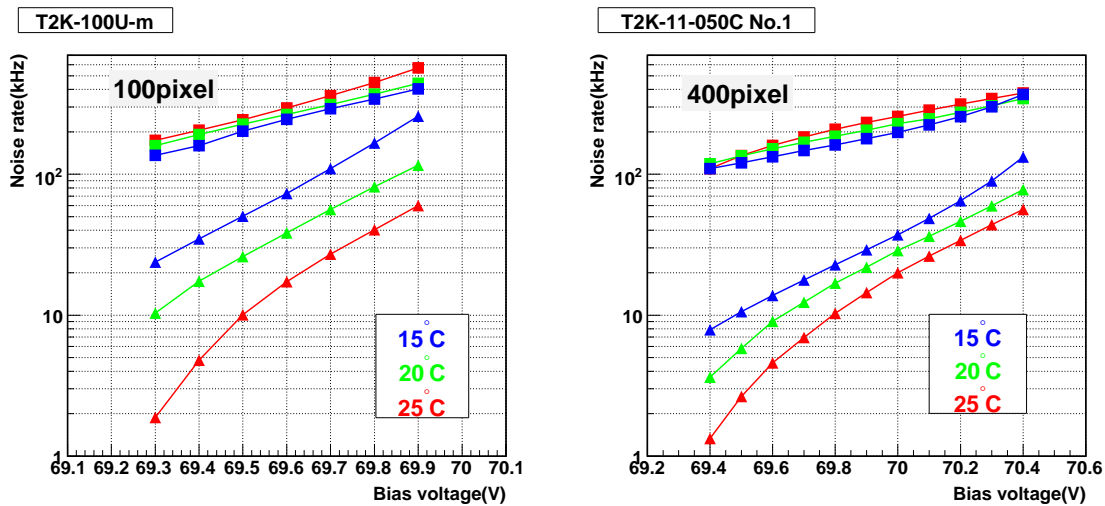 T2K-100U-m
Noise rate(kHz)
100pixel
10²
10
1
15°C
20°C
25°C
69.1 69.2 69.3 69.4 69.5 69.6 69.7 69.8 69.9 70 70.1
Bias voltage(V)
T2K-11-050C No.1
Noise rate(kHz)
400pixel
10²
10
1
15°C
20°C
25°C
69.2 69.4 69.6 69.8 70 70.2 70.4 70.6
Bias voltage(V)